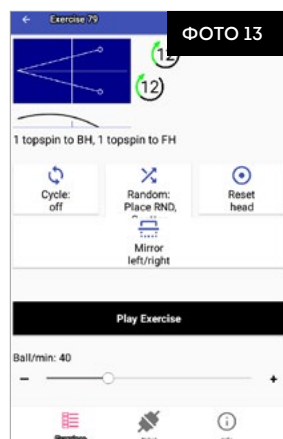 Exercise 79
ФОТО 13
12
12
1 topspin to BH, 1 topspin to FH
Cycle:
off
Random:
Place RND,
Reset
head
Mirror
left/right
Play Exercise
Ball/min: 40